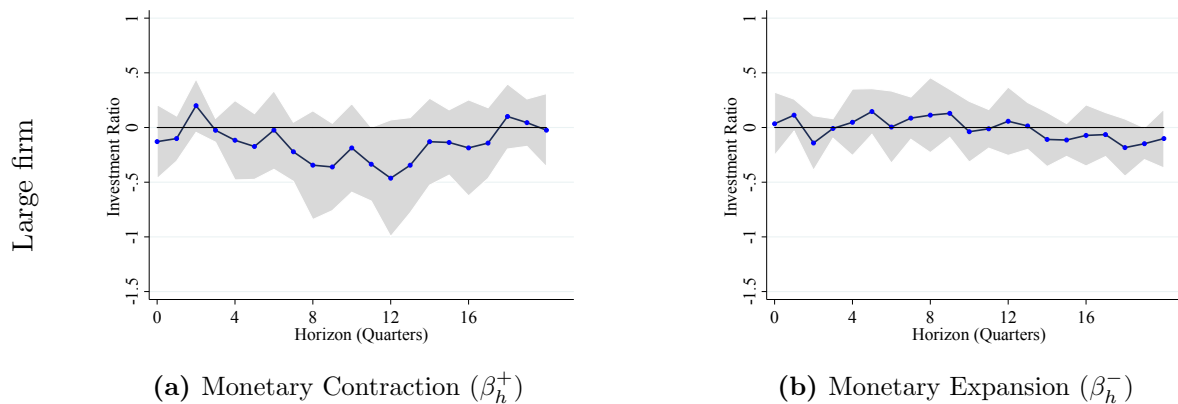 Large firm
Investment Ratio
1
.5
0
-.5
-1
-1.5
0 4 8 12 16
Horizon (Quarters)
(a) Monetary Contraction (β_h^+)
Investment Ratio
1
.5
0
-.5
-1
-1.5
0 4 8 12 16
Horizon (Quarters)
(b) Monetary Expansion (β_h^-)